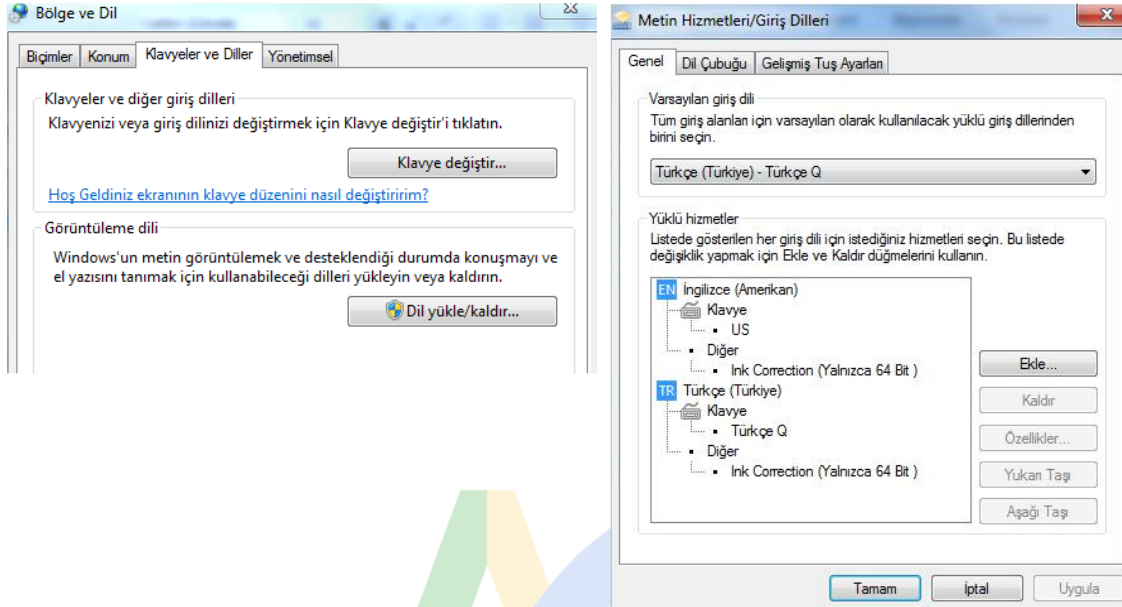 Bölge ve Dil
Biçimler Konum Klavyeler ve Diller Yönetimsel
Klavyeler ve diğer giriş dilleri
Klavyenizi veya giriş dilinizi değiştirmek için Klavye değiştir'i tıklatın.
Klavye değiştir...
Hoş Geldiniz ekranının klavye düzenini nasıl değiştiririm?
Görüntüleme dili
Windows'un metin görüntülemek ve desteklendiği durumda konuşmayı ve
el yazısını tanımak için kullanabileceği dilleri yükleyin veya kaldırın.
Dil yükle/kaldır...
Metin Hizmetleri/Giriş Dilleri
Genel Dil Çubuğu Gelişmiş Tuş Ayarları
Varsayılan giriş dili
Tüm giriş alanları için varsayılan olarak kullanılacak yüklü giriş dillerinden
birini seçin.
Türkçe (Türkiye) - Türkçe Q
Yüklü hizmetler
Listede gösterilen her giriş dili için istediğiniz hizmetleri seçin. Bu listede
değişiklik yapmak için Ekle ve Kaldır düğmelerini kullanın.
EN İngilizce (Amerikan)
Klavye
US
Diğer
Ink Correction (Yalnızca 64 Bit )
TR Türkçe (Türkiye)
Klavye
Türkçe Q
Diğer
Ink Correction (Yalnızca 64 Bit )
Ekle...
Kaldır
Özellikler...
Yukarı Taşı
Aşağı Taşı
Tamam İptal Uygula